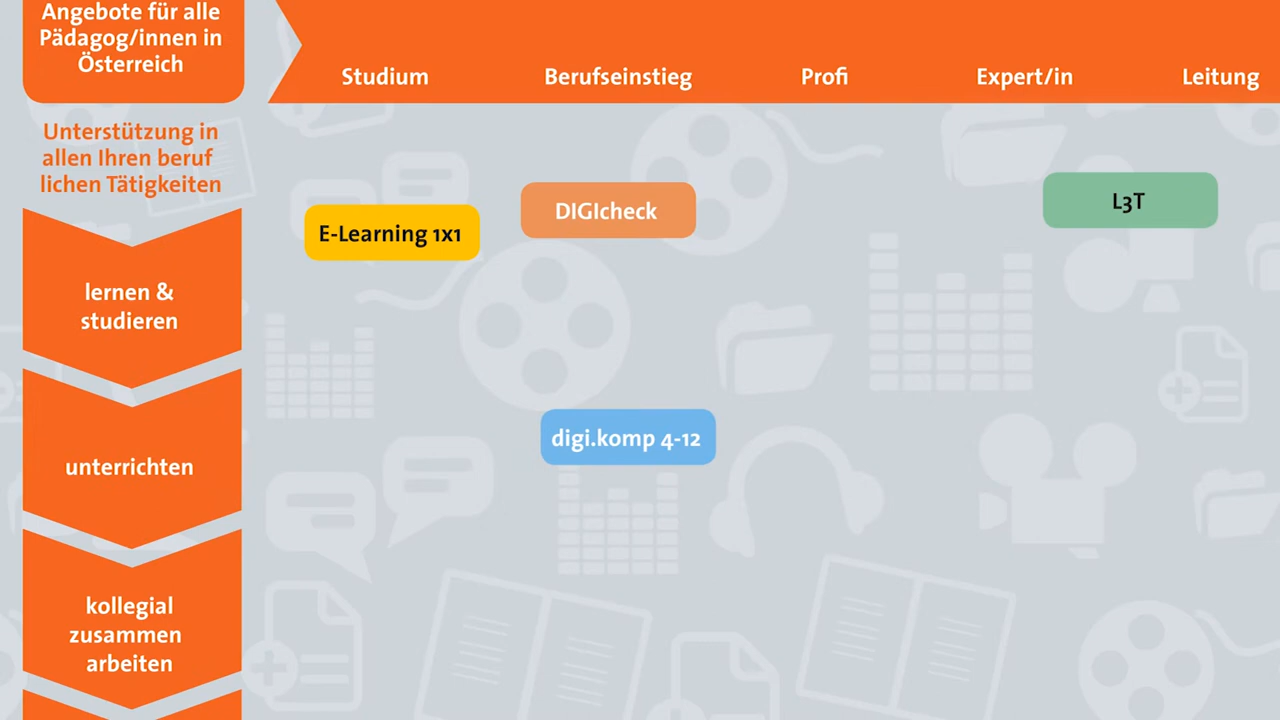 Angebote für alle
Pädagog/innen in
Österreich
Studium
Berufseinstieg
Profi
Expert/in
Leitung
Unterstützung in
allen Ihren beruf
lichen Tätigkeiten
E-Learning 1x1
DIGIcheck
L3T
lernen &
studieren
digi.komp 4-12
unterrichten
kollegial
zusammen
arbeiten